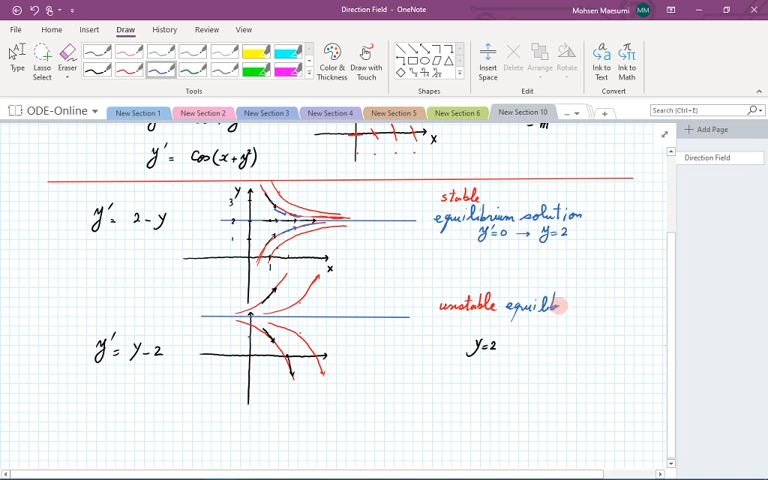 Direction Field - OneNote
Mohsen Maesumi MM
File Home Insert Draw History Review View
Type Lasso Select Eraser Color & Thickness Draw with Touch Insert Space Delete Arrange Rotate Ink to Text Ink to Math
Tools Shapes Edit Convert
ODE-Online New Section 1 New Section 2 New Section 3 New Section 4 New Section 5 New Section 6 New Section 10 Search (Ctrl+E)
Add Page
Direction Field
x
y' = cos(x+y²)
y
3
2
1
1
x
y' = 2-y
stable
equilibrium solution
y'=0 → y=2
unstable equilib
y' = y-2
y=2